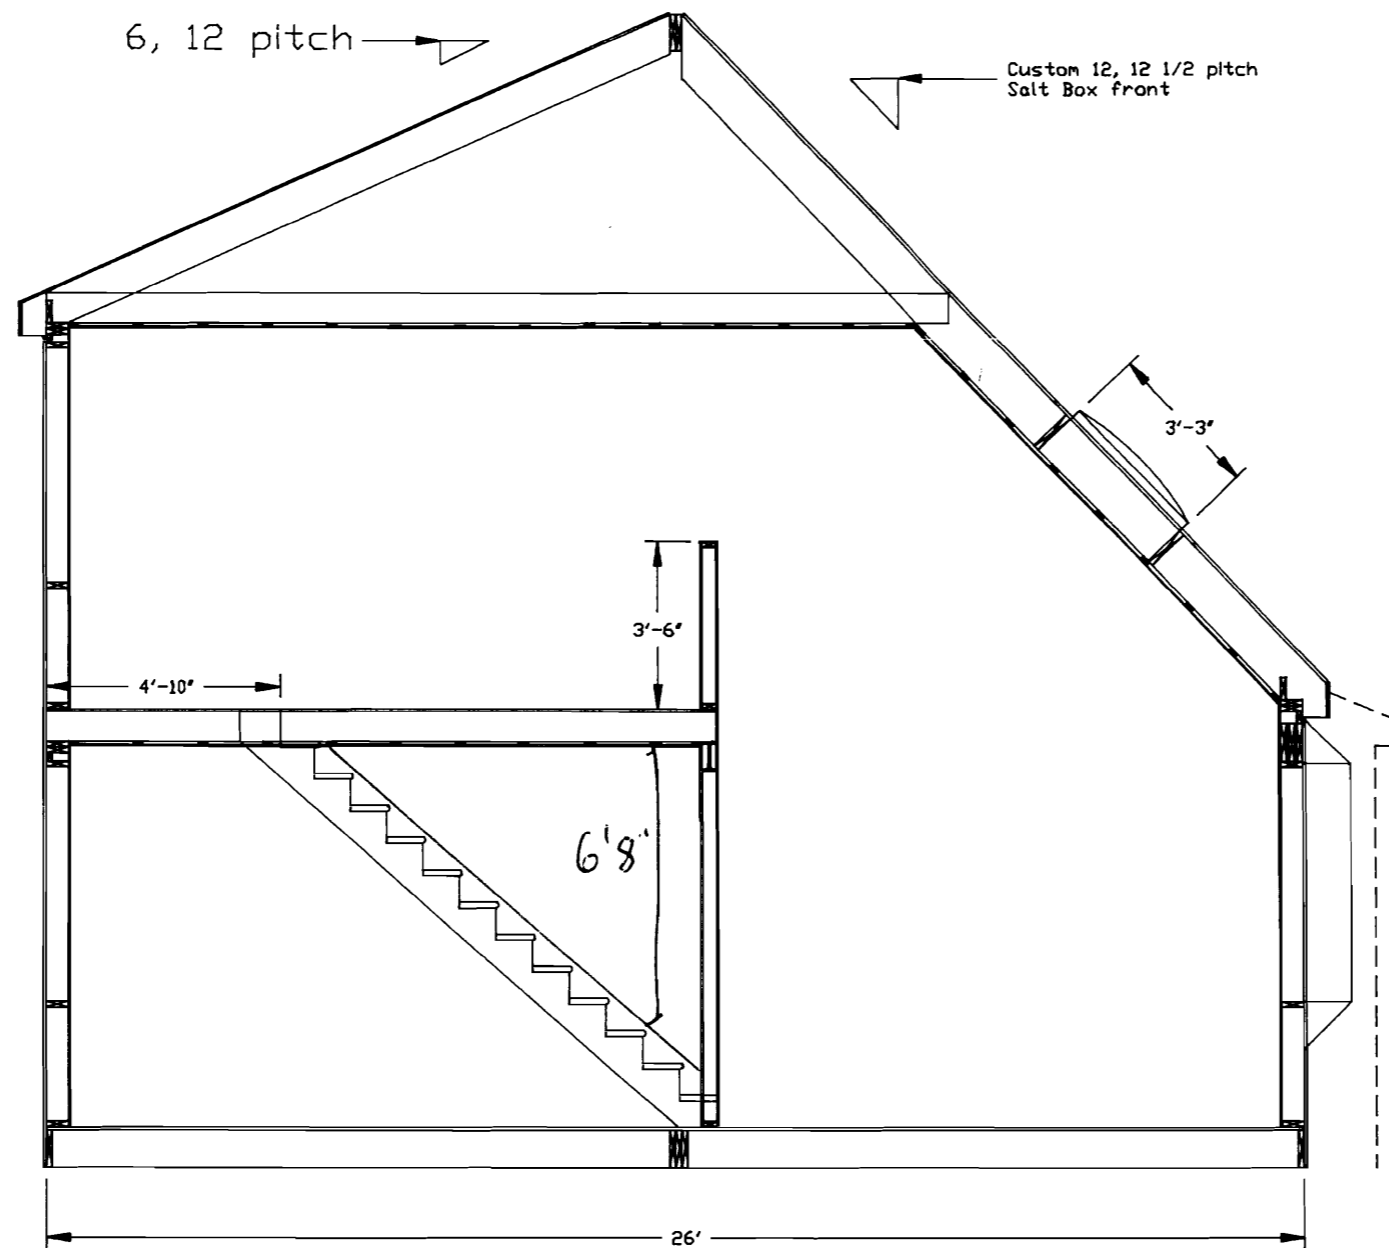 6, 12 pitch
Custom 12, 12 1/2 pitch
Salt Box front
3'-3"
3'-6"
4'-10"
6'8"
26'